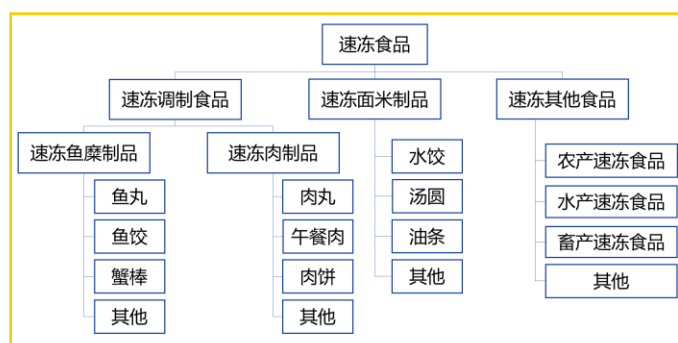 速冻食品
速冻调制食品
速冻面米制品
速冻其他食品
速冻鱼糜制品
速冻肉制品
鱼丸
鱼饺
蟹棒
其他
肉丸
午餐肉
肉饼
其他
水饺
汤圆
油条
其他
农产速冻食品
水产速冻食品
畜产速冻食品
其他